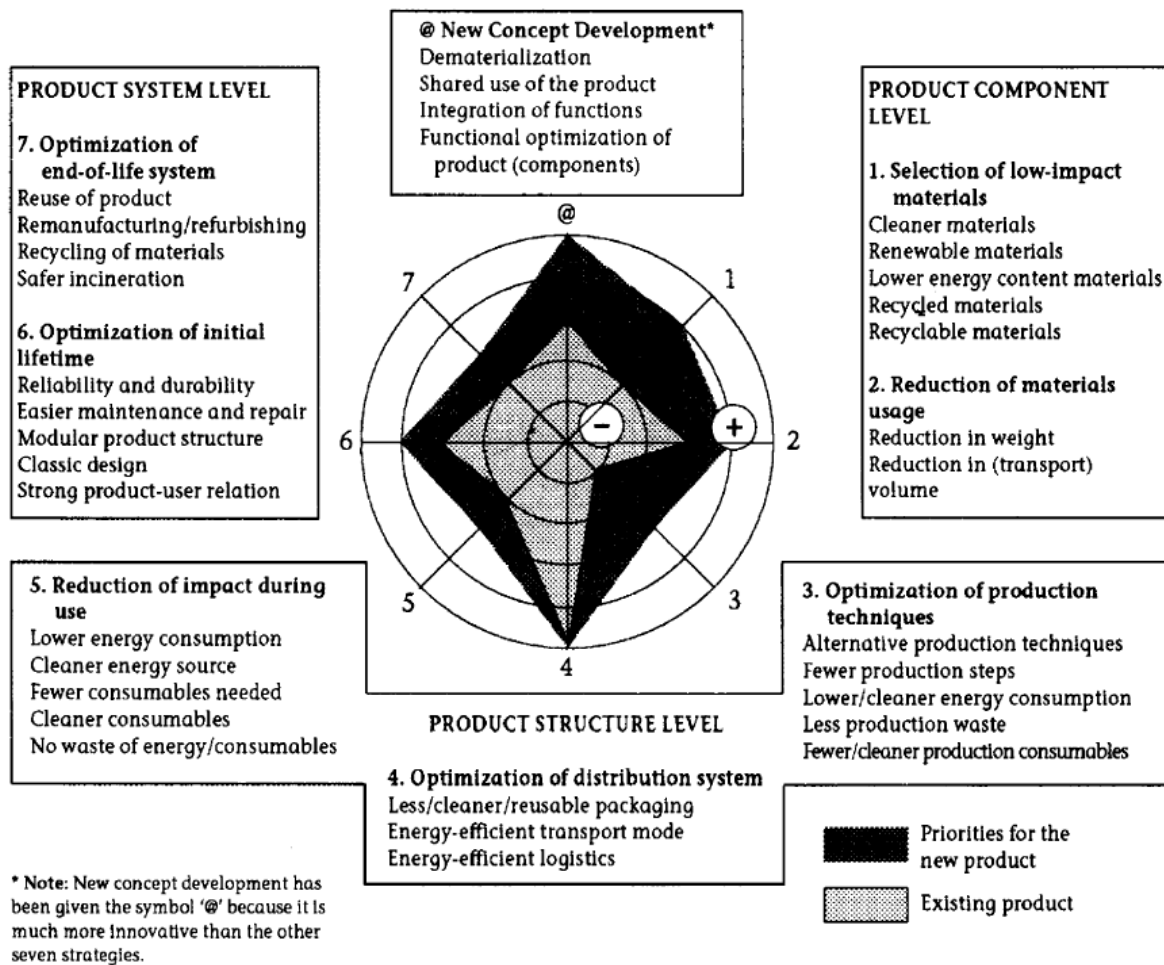 @ New Concept Development*
Dematerialization
Shared use of the product
Integration of functions
Functional optimization of
product (components)
PRODUCT SYSTEM LEVEL
7. Optimization of
end-of-life system
Reuse of product
Remanufacturing/refurbishing
Recycling of materials
Safer incineration
6. Optimization of initial
lifetime
Reliability and durability
Easier maintenance and repair
Modular product structure
Classic design
Strong product-user relation
PRODUCT COMPONENT
LEVEL
1. Selection of low-impact
materials
Cleaner materials
Renewable materials
Lower energy content materials
Recycled materials
Recyclable materials
2. Reduction of materials
usage
Reduction in weight
Reduction in (transport)
volume
@
7
1
6
–
+
2
5
3
4
5. Reduction of impact during
use
Lower energy consumption
Cleaner energy source
Fewer consumables needed
Cleaner consumables
No waste of energy/consumables
3. Optimization of production
techniques
Alternative production techniques
Fewer production steps
Lower/cleaner energy consumption
Less production waste
Fewer/cleaner production consumables
PRODUCT STRUCTURE LEVEL
4. Optimization of distribution system
Less/cleaner/reusable packaging
Energy-efficient transport mode
Energy-efficient logistics
Priorities for the
new product
Existing product
* Note: New concept development has
been given the symbol ‘@’ because it is
much more innovative than the other
seven strategies.